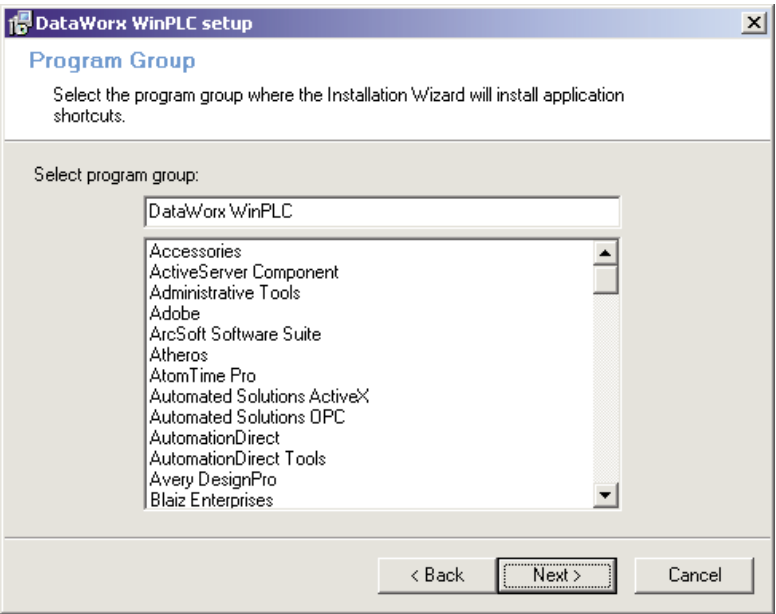 DataWorx WinPLC setup
Program Group
Select the program group where the Installation Wizard will install application
shortcuts.
Select program group:
DataWorx WinPLC
Accessories
ActiveServer Component
Administrative Tools
Adobe
ArcSoft Software Suite
Atheros
AtomTime Pro
Automated Solutions ActiveX
Automated Solutions OPC
AutomationDirect
AutomationDirect Tools
Avery DesignPro
Blaiz Enterprises
< Back Next > Cancel